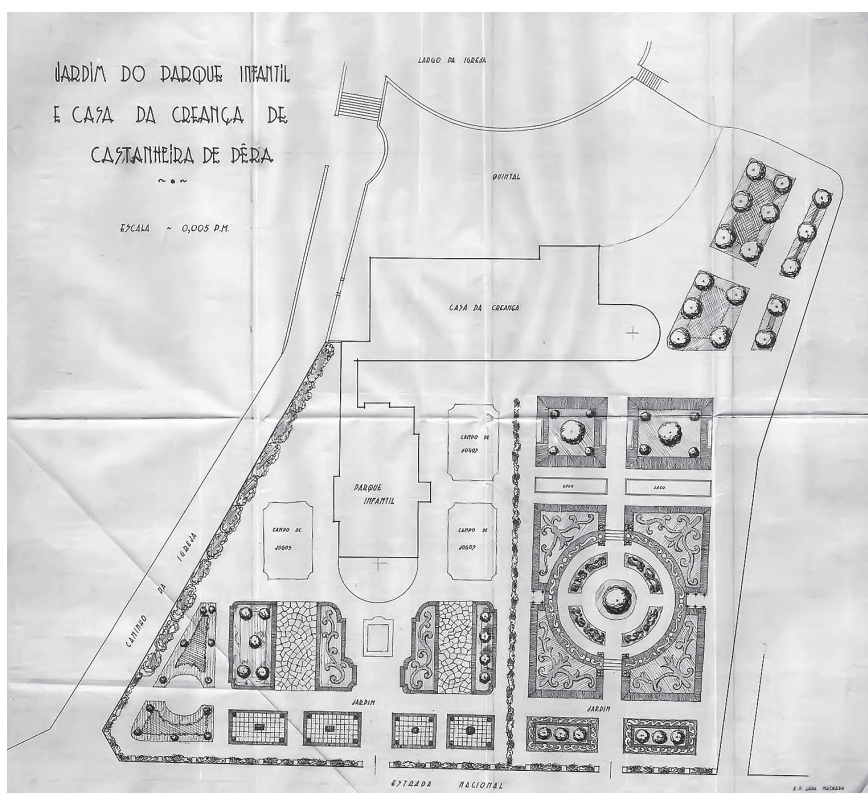 JARDIM DO PARQUE INFANTIL
E CASA DA CREANÇA DE
CASTANHEIRA DE PÊRA
ESCALA ~ 0,005 P.M.
LARGO DA IGREJA
QUINTAL
CASA DA CREANÇA
CAMPO DE
JOGOS
PARQUE
INFANTIL
LAGO
LAGO
CAMPO DE
JOGOS
CAMPO DE
JOGOS
CAMINHO DA IGREJA
JARDIM
JARDIM
ESTRADA NACIONAL
MACHADO